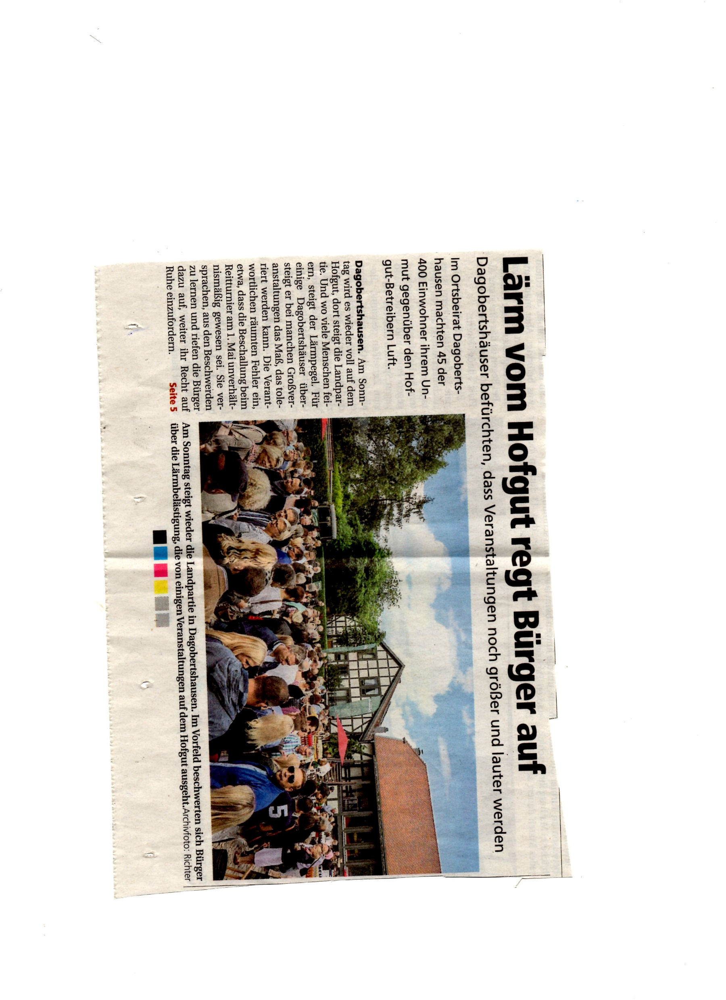 Lärm vom Hofgut regt Bürger auf
Dagobertshäuser befürchten, dass Veranstaltungen noch größer und lauter werden
Im Ortsbeirat Dagoberts-
hausen machten 45 der
400 Einwohner ihrem Un-
mut gegenüber den Hof-
gut-Betreibern Luft.
Dagobertshausen. Am Sonn-
tag wird es wieder voll auf dem
Hofgut, dort steigt die Landpar-
tie. Und wo viele Menschen fei-
ern, steigt der Lärmpegel. Für
einige Dagobertshäuser über-
steigt er bei manchen Großver-
anstaltungen das Maß, das tole-
riert werden kann. Die Verant-
wortlichen räumten Fehler ein,
etwa, dass die Beschallung beim
Reitturnier am 1. Mai unverhält-
nismäßig gewesen sei. Sie ver-
sprachen, aus den Beschwerden
zu lernen und riefen die Bürger
dazu auf, weiter ihr Recht auf
Ruhe einzufordern. Seite 5
5
Am Sonntag steigt wieder die Landpartie in Dagobertshausen. Im Vorfeld beschwerten sich Bürger
über die Lärmbelästigung, die von einigen Veranstaltungen auf dem Hofgut ausgeht. Archivfoto: Richter